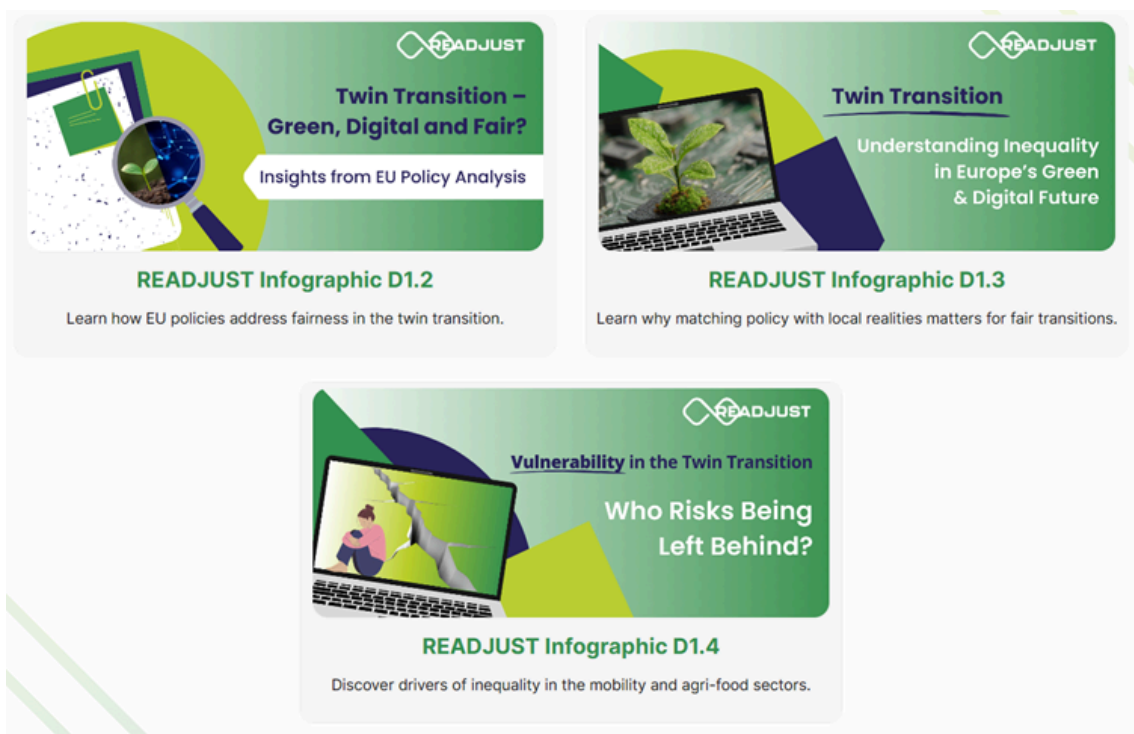 READJUST
Twin Transition –
Green, Digital and Fair?
Insights from EU Policy Analysis
READJUST Infographic D1.2
Learn how EU policies address fairness in the twin transition.
READJUST
Twin Transition
Understanding Inequality
in Europe's Green
& Digital Future
READJUST Infographic D1.3
Learn why matching policy with local realities matters for fair transitions.
READJUST
Vulnerability in the Twin Transition
Who Risks Being
Left Behind?
READJUST Infographic D1.4
Discover drivers of inequality in the mobility and agri-food sectors.